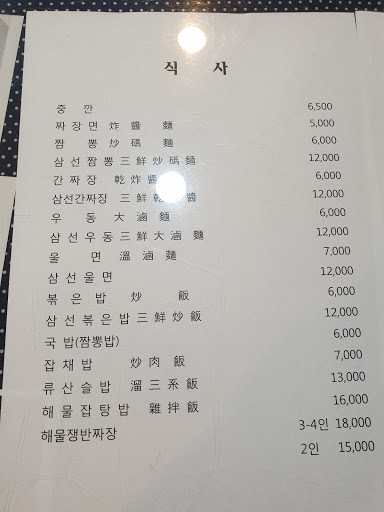 식 사
중 깐 6,500
짜 장 면 炸 醬 麵 5,000
짬 뽕 炒 碼 麵 6,000
삼 선 짬 뽕 三 鮮 炒 碼 麵 12,000
간 짜 장 乾 炸 醬 6,000
삼선간짜장 三 鮮 乾 醬 12,000
우 동 大 滷 麵 6,000
삼 선 우 동 三 鮮 大 滷 麵 12,000
울 면 溫 滷 麵 7,000
삼 선 울 면 12,000
볶 은 밥 炒 飯 6,000
삼 선 볶 은 밥 三 鮮 炒 飯 12,000
국 밥(짬뽕밥) 6,000
잡 채 밥 炒 肉 飯 7,000
류 산 슬 밥 溜 三 系 飯 13,000
해 물 잡 탕 밥 雜 拌 飯 16,000
해물쟁반짜장 3-4인 18,000
2인 15,000